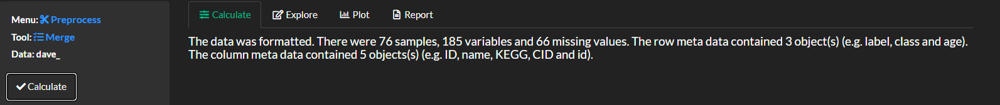 Menu: Preprocess
Tool: Merge
Data: dave_
Calculate
Calculate Explore Plot Report
The data was formatted. There were 76 samples, 185 variables and 66 missing values. The row meta data contained 3 object(s) (e.g. label, class and age).
The column meta data contained 5 objects(s) (e.g. ID, name, KEGG, CID and id).